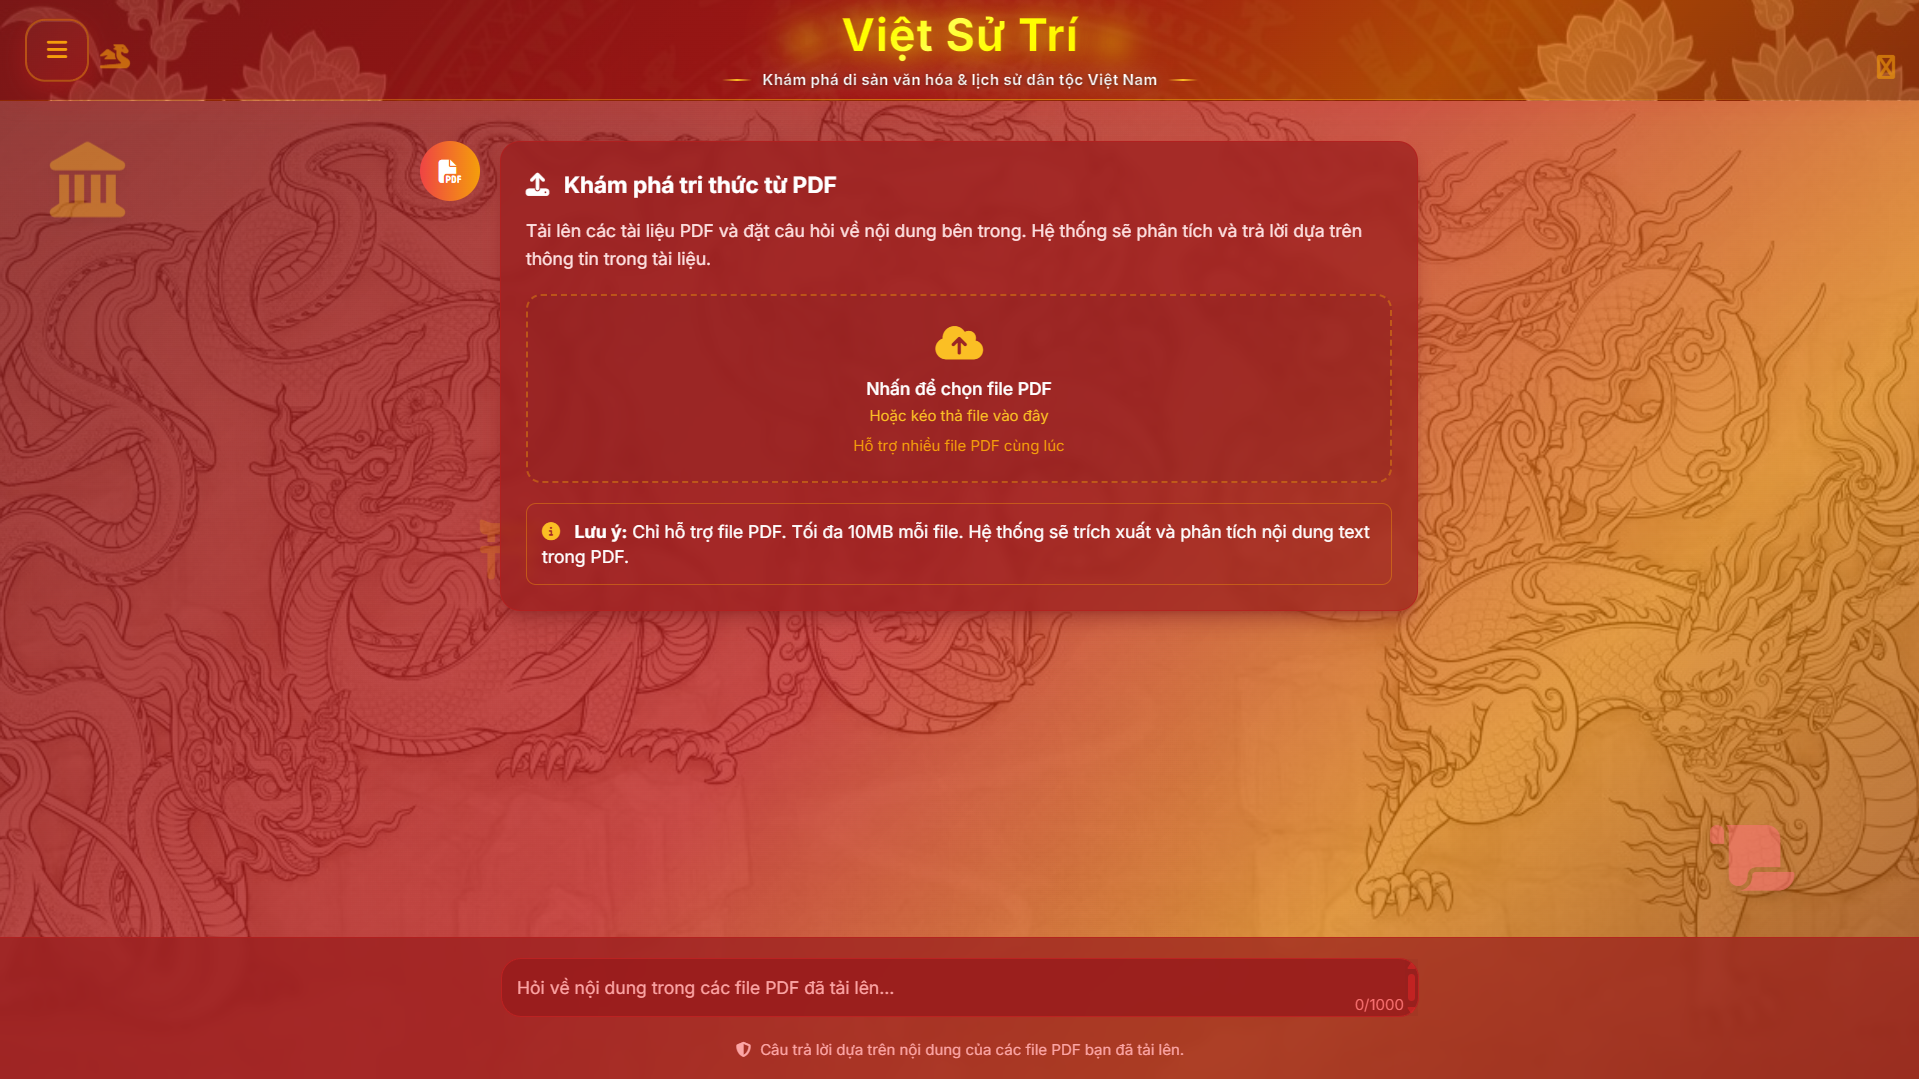 Việt Sử Trí
Khám phá di sản văn hóa & lịch sử dân tộc Việt Nam
PDF
Khám phá tri thức từ PDF
Tải lên các tài liệu PDF và đặt câu hỏi về nội dung bên trong. Hệ thống sẽ phân tích và trả lời dựa trên
thông tin trong tài liệu.
Nhấn để chọn file PDF
Hoặc kéo thả file vào đây
Hỗ trợ nhiều file PDF cùng lúc
Lưu ý: Chỉ hỗ trợ file PDF. Tối đa 10MB mỗi file. Hệ thống sẽ trích xuất và phân tích nội dung text
trong PDF.
Hỏi về nội dung trong các file PDF đã tải lên...
0/1000
Câu trả lời dựa trên nội dung của các file PDF bạn đã tải lên.